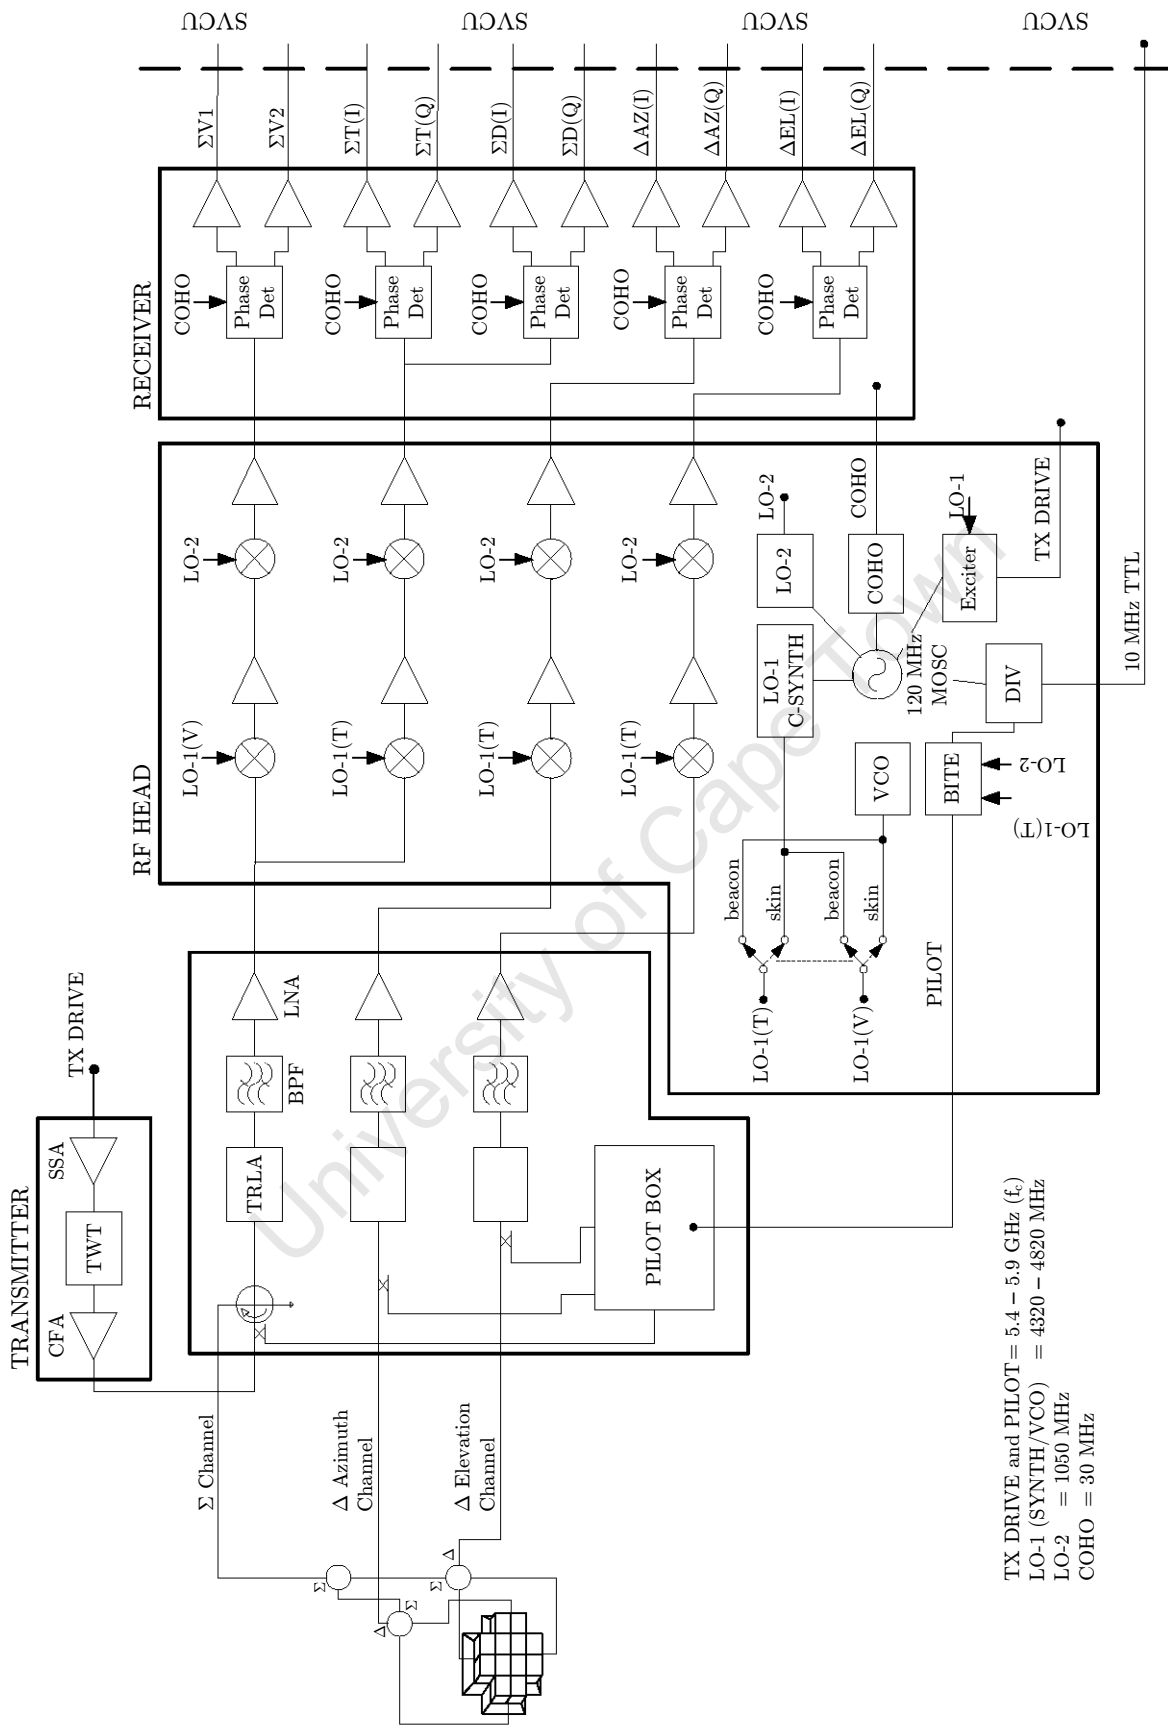 TRANSMITTER
CFA
TWT
SSA
TX DRIVE
Σ Channel
Δ Azimuth
Channel
Δ Elevation
Channel
Σ
Δ
Σ
Σ
Δ
TRLA
BPF
LNA
PILOT BOX
RF HEAD
LO-1(V)
LO-2
LO-1(T)
LO-2
LO-1(T)
LO-2
LO-1(T)
LO-2
beacon
skin
beacon
skin
LO-1(T)
LO-1(V)
PILOT
VCO
BITE
LO-1(T)
LO-2
LO-1
C-SYNTH
LO-2
LO-2
COHO
COHO
120 MHz
MOSC
DIV
Exciter
LO-1
TX DRIVE
10 MHz TTL
RECEIVER
COHO
Phase
Det
COHO
Phase
Det
COHO
Phase
Det
COHO
Phase
Det
COHO
Phase
Det
ΣV1
ΣV2
ΣT(I)
ΣT(Q)
ΣD(I)
ΣD(Q)
ΔAZ(I)
ΔAZ(Q)
ΔEL(I)
ΔEL(Q)
SVCU
SVCU
SVCU
SVCU
TX DRIVE and PILOT = 5.4 – 5.9 GHz (f_c)
LO-1 (SYNTH/VCO) = 4320 – 4820 MHz
LO-2 = 1050 MHz
COHO = 30 MHz
University of Cape Town